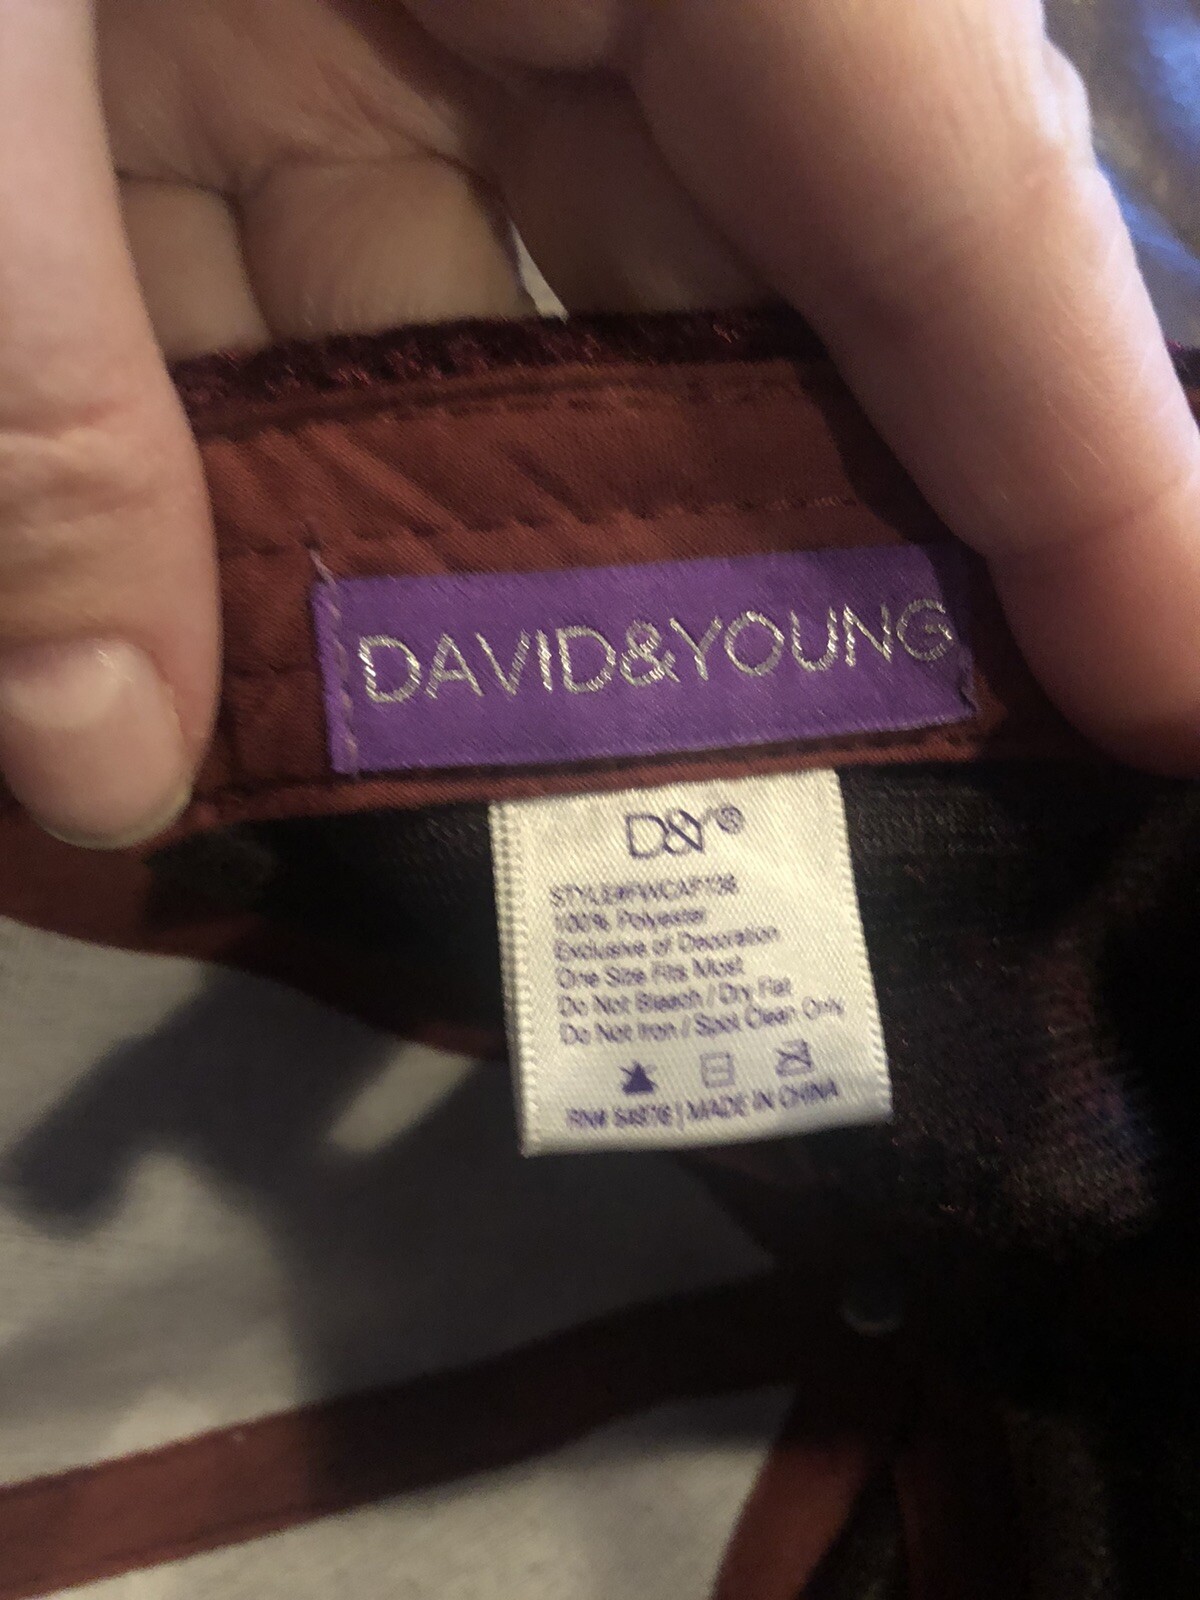 DAVID&YOUNG
D&Y®
STYLE#FWCAP136
100% Polyester
Exclusive of Decoration
One Size Fits Most
Do Not Bleach / Dry Flat
Do Not Iron / Spot Clean Only
RN# 54876 | MADE IN CHINA